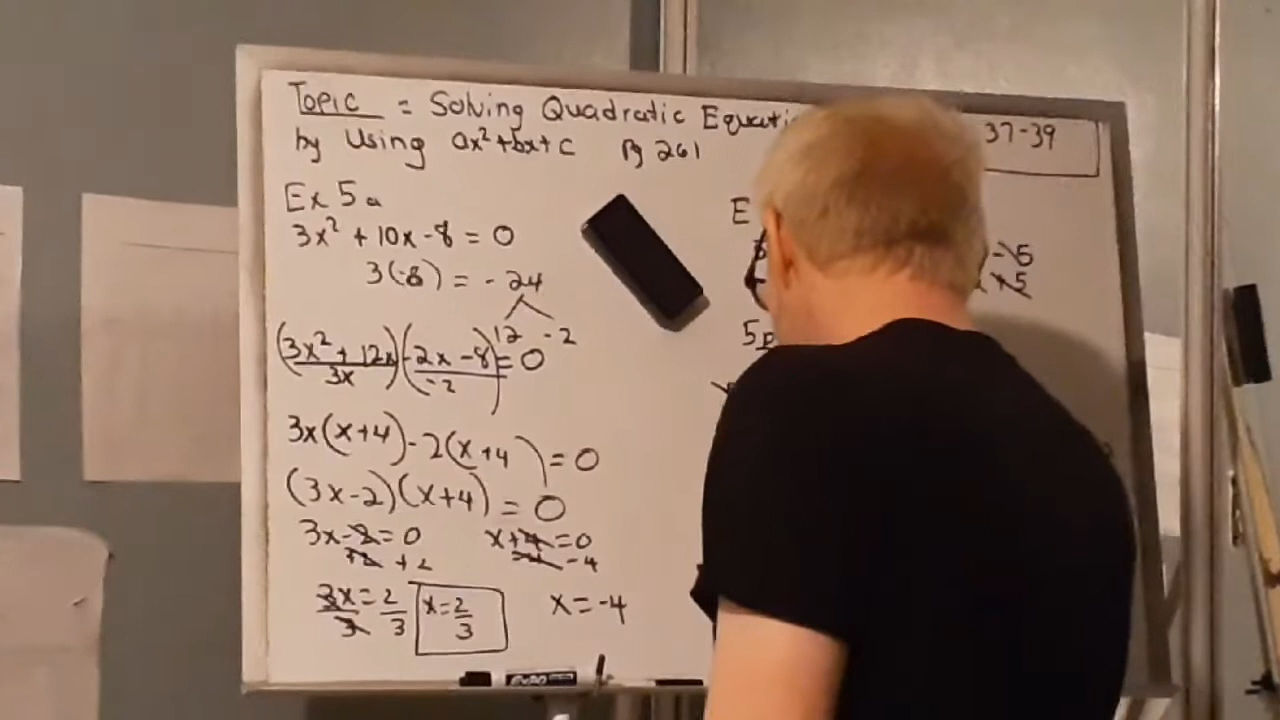 Topic = Solving Quadratic Equati
by Using ax²+bx+c Pg 261
37-39
Ex 5a
3x² + 10x - 8 = 0
3(-8) = - 24
12 -2
(3x² + 12x)(-2x - 8) = 0
3x -2
3x(x+4) - 2(x+4) = 0
(3x-2)(x+4) = 0
3x-2=0 x+4=0
+2 +2 -4 -4
3x=2 x=2 x=-4
3 3 3
E
-5
+5
EXPO